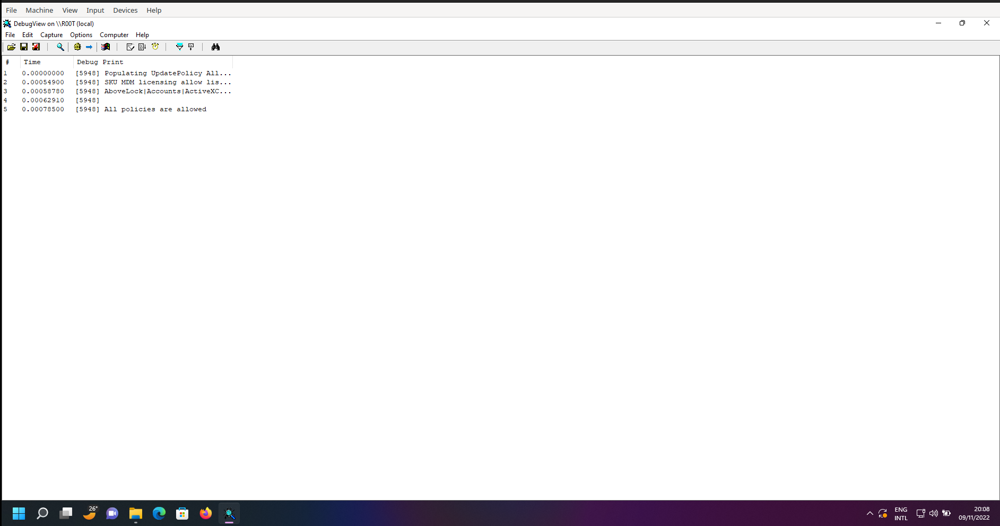 File Machine View Input Devices Help
DebugView on \\R00T (local)
File Edit Capture Options Computer Help
# Time Debug Print
1 0.00000000 [5948] Populating UpdatePolicy All...
2 0.00054900 [5948] SKU MDM licensing allow lis...
3 0.00058780 [5948] AboveLock|Accounts|ActiveXC...
4 0.00062910 [5948]
5 0.00078500 [5948] All policies are allowed
26°
ENG
INTL
20:08
09/11/2022